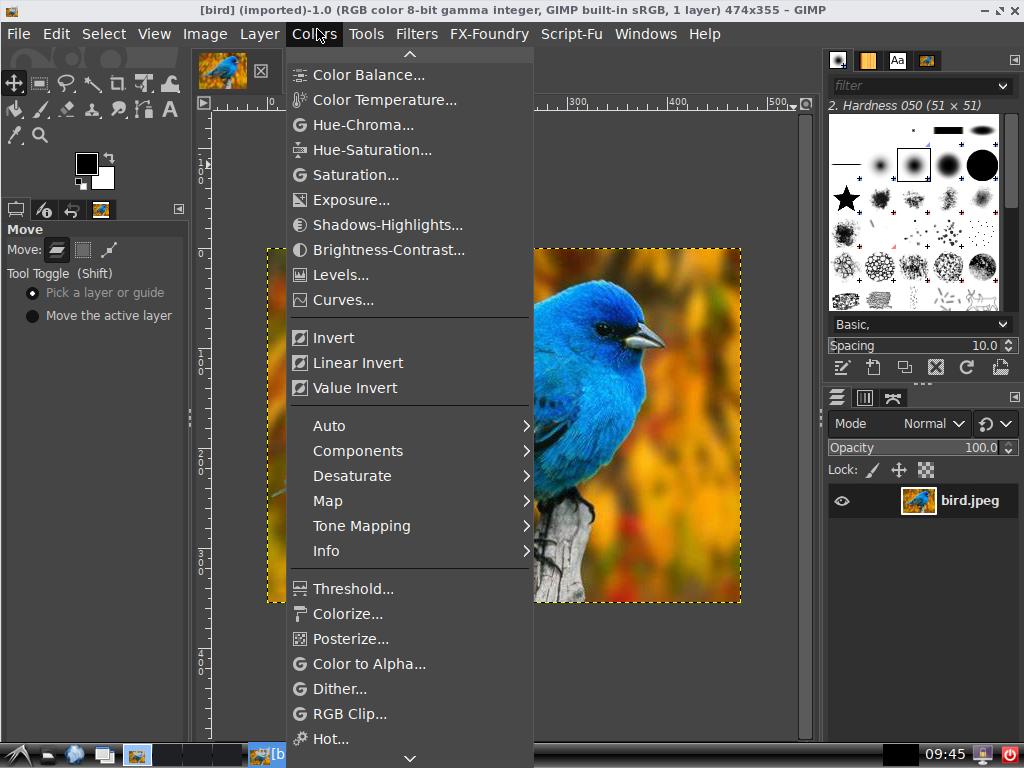 [bird] (imported)-1.0 (RGB color 8-bit gamma integer, GIMP built-in sRGB, 1 layer) 474x355 – GIMP
File Edit Select View Image Layer Colors Tools Filters FX-Foundry Script-Fu Windows Help
Color Balance...
Color Temperature...
Hue-Chroma...
Hue-Saturation...
Saturation...
Exposure...
Shadows-Highlights...
Brightness-Contrast...
Levels...
Curves...
Invert
Linear Invert
Value Invert
Auto
Components
Desaturate
Map
Tone Mapping
Info
Threshold...
Colorize...
Posterize...
Color to Alpha...
Dither...
RGB Clip...
Hot...
Move
Move:
Tool Toggle (Shift)
Pick a layer or guide
Move the active layer
0 300 400 500
100
0
100
200
300
400
Aa
filter
2. Hardness 050 (51 × 51)
Basic,
Spacing 10.0
Mode Normal
Opacity 100.0
Lock:
bird.jpeg
[b
09:45